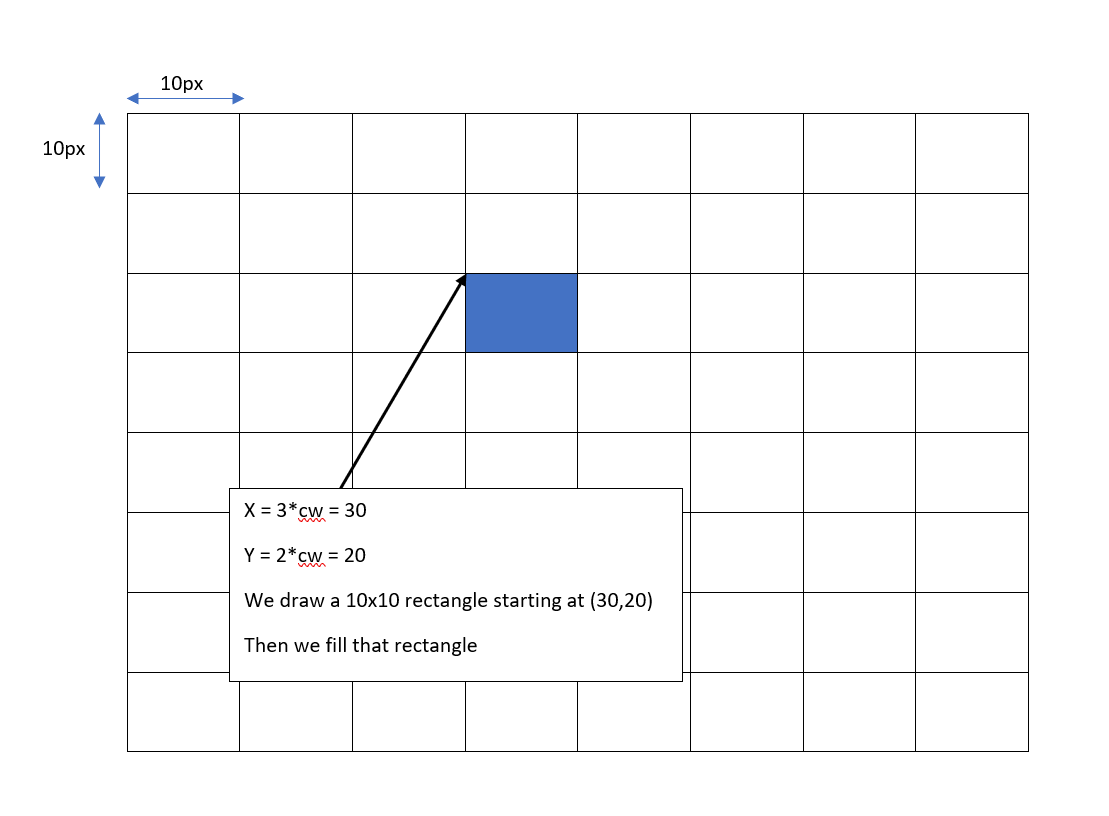 10px
10px
X = 3*cw = 30
Y = 2*cw = 20
We draw a 10x10 rectangle starting at (30,20)
Then we fill that rectangle